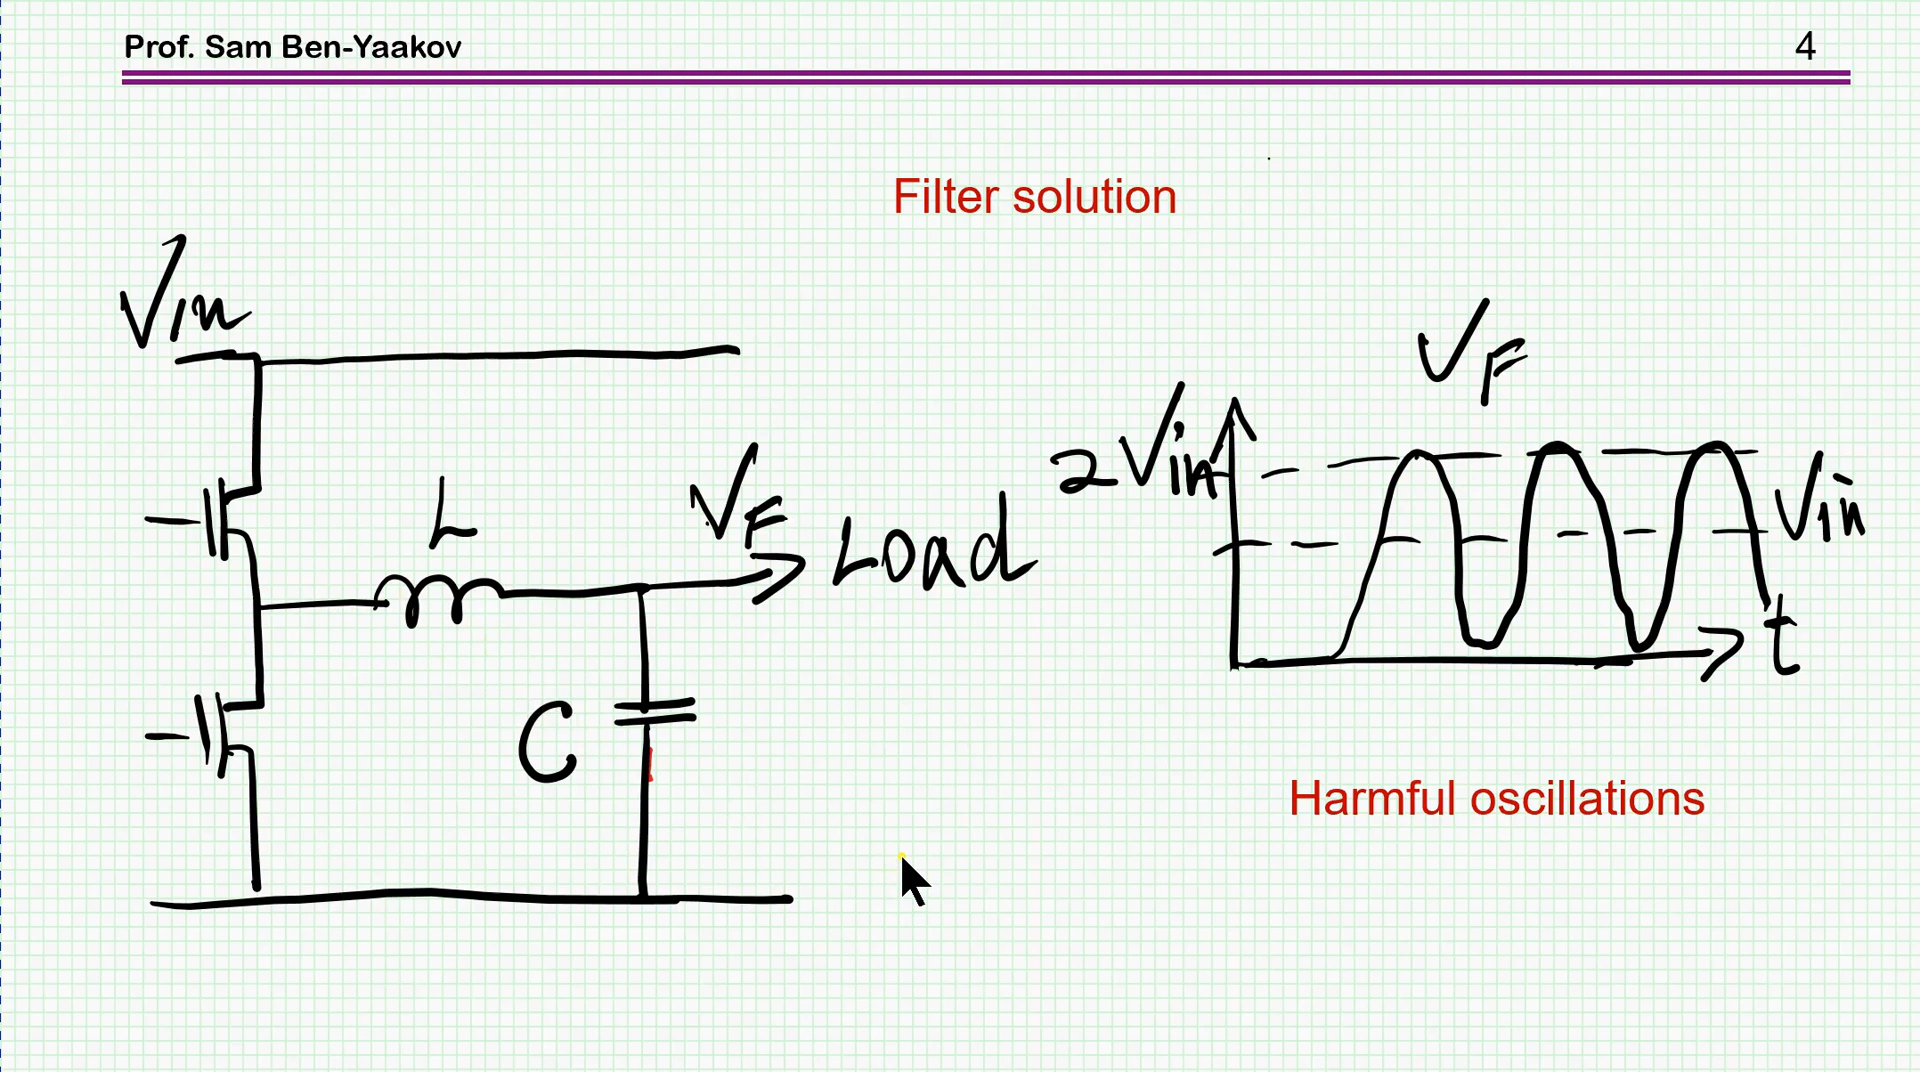 Prof. Sam Ben-Yaakov
4
Filter solution
Vin
VF
L
VF
2Vin
Load
Vin
t
C
Harmful oscillations